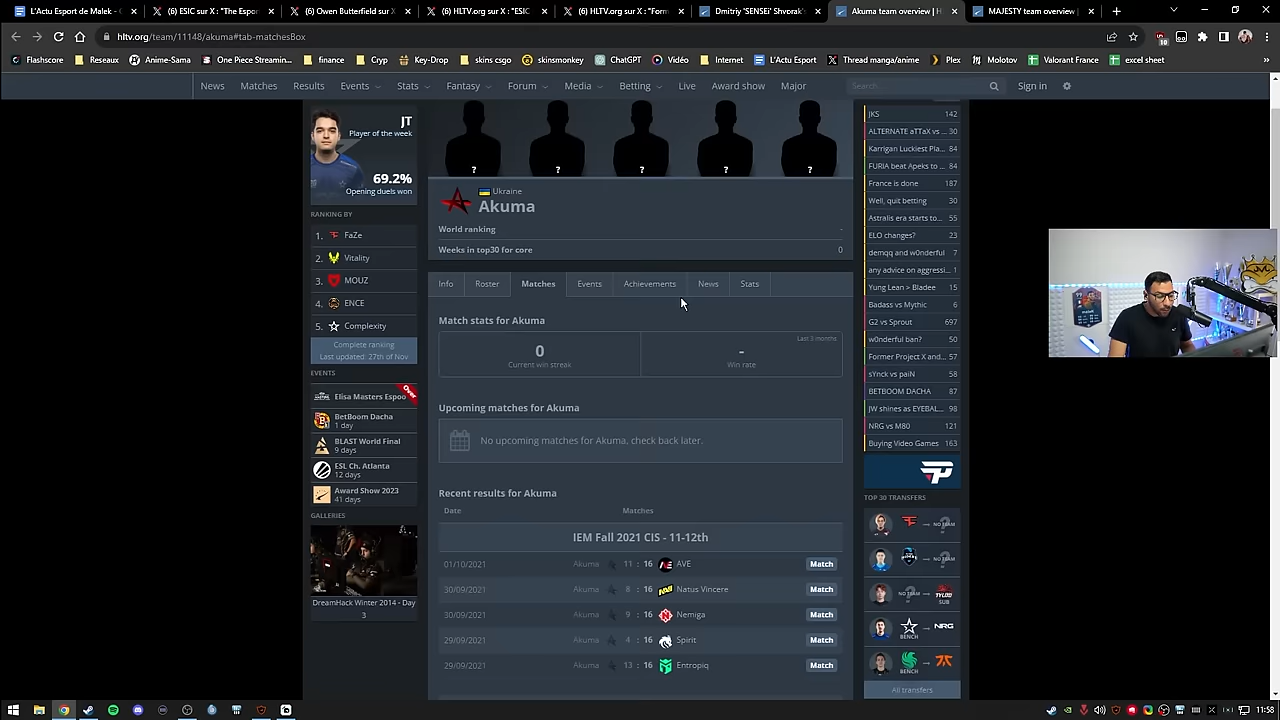 L'Actu Esport de Malek - G
(6) ESIC sur X : "The Espor
(6) Owen Butterfield sur X
(6) HLTV.org sur X : "ESIC
(6) HLTV.org sur X : "Form
Dmitriy 'SENSEi' Shvorak'
Akuma team overview | H
MAJESTY team overview |
hltv.org/team/11148/akuma#tab-matchesBox
10
Flashscore
Reseaux
Anime-Sama
One Piece Streamin...
finance
Cryp
Key-Drop
skins csgo
skinsmonkey
ChatGPT
Vidéo
Internet
L'Actu Esport
Thread manga/anime
Plex
Molotov
Valorant France
excel sheet
News
Matches
Results
Events
Stats
Fantasy
Forum
Media
Betting
Live
Award show
Major
Search...
Sign in
JT
Player of the week
69.2%
Opening duels won
RANKING BY
1. FaZe
2. Vitality
3. MOUZ
4. ENCE
5. Complexity
Complete ranking
Last updated: 27th of Nov
EVENTS
Elisa Masters Espoo
Over
BetBoom Dacha
1 day
BLAST World Final
9 days
ESL Ch. Atlanta
12 days
Award Show 2023
41 days
GALLERIES
DreamHack Winter 2014 - Day
3
? ? ? ? ?
Ukraine
Akuma
World ranking -
Weeks in top30 for core 0
Info
Roster
Matches
Events
Achievements
News
Stats
Match stats for Akuma
Last 3 months
0
Current win streak
-
Win rate
Upcoming matches for Akuma
No upcoming matches for Akuma, check back later.
Recent results for Akuma
Date Matches
IEM Fall 2021 CIS - 11-12th
01/10/2021 Akuma 11 : 16 AVE Match
30/09/2021 Akuma 8 : 16 Natus Vincere Match
30/09/2021 Akuma 9 : 16 Nemiga Match
29/09/2021 Akuma 4 : 16 Spirit Match
29/09/2021 Akuma 13 : 16 Entropiq Match
JKS 142
ALTERNATE aTTaX vs ... 30
Karrigan Luckiest Pla... 84
FURIA beat Apeks to ... 84
France is done 187
Well, quit betting 30
Astralis era starts to... 55
ELO changes? 23
demqq and w0nderful 7
any advice on aggressi... 1
Yung Lean > Bladee 15
Badass vs Mythic 6
G2 vs Sprout 697
w0nderful ban? 50
Former Project X and... 57
sYnck vs paiN 58
BETBOOM DACHA 87
JW shines as EYEBAL... 98
NRG vs M80 121
Buying Video Games 163
TOP 30 TRANSFERS
NO TEAM
NO TEAM
NO TEAM
TYLOO
SUB
BENCH
NRG
BENCH
All transfers
11:58